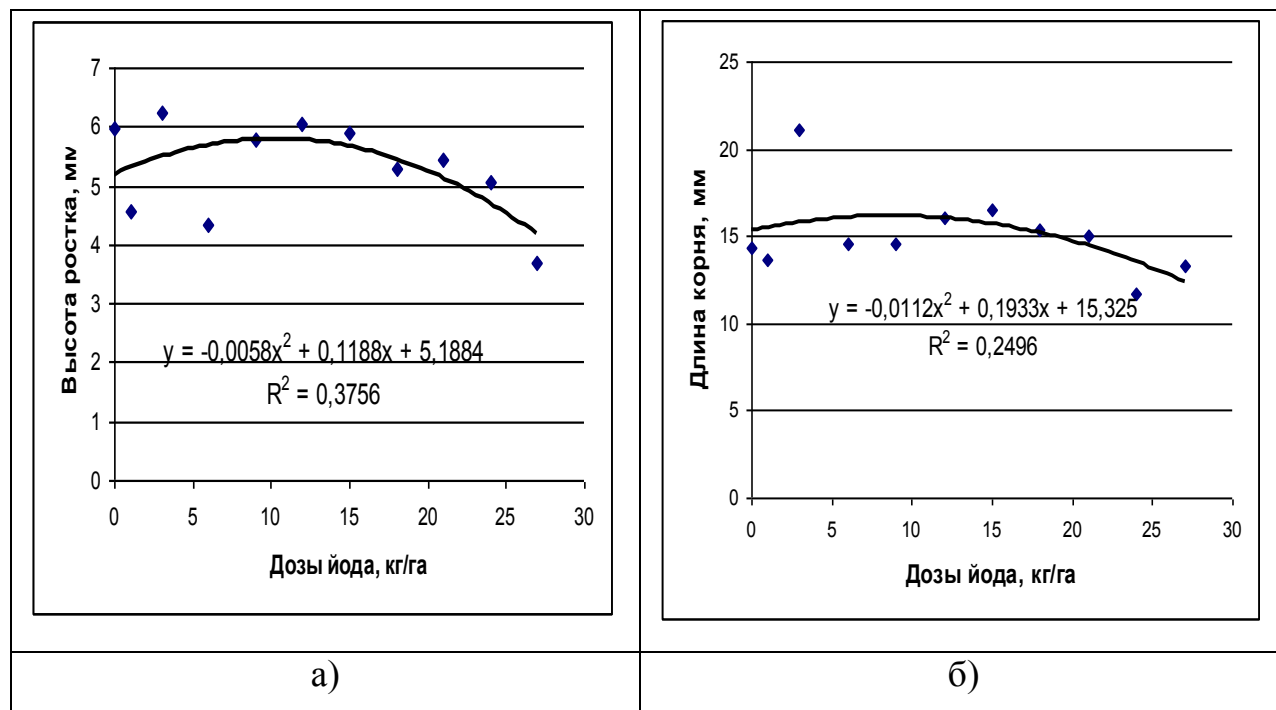 7
6
5
4
3
2
1
0
0 5 10 15 20 25 30
Высота ростка, мм
y = -0,0058x² + 0,1188x + 5,1884
R² = 0,3756
Дозы йода, кг/га
25
20
15
10
5
0
0 5 10 15 20 25 30
Длина корня, мм
y = -0,0112x² + 0,1933x + 15,325
R² = 0,2496
Дозы йода, кг/га
а)
б)